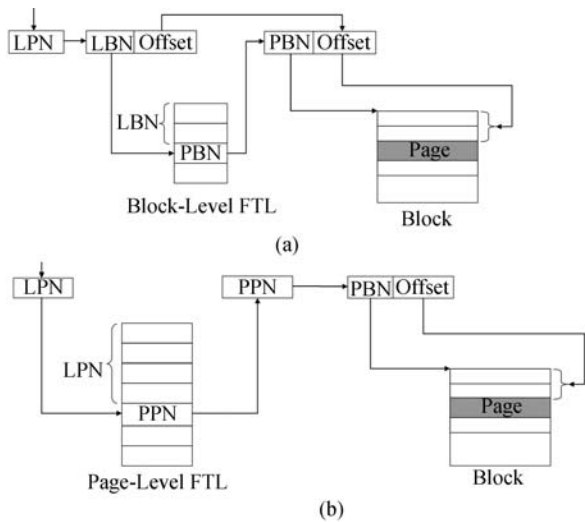 LPN LBN Offset PBN Offset
LBN
PBN
Page
Block-Level FTL
Block
(a)
LPN PPN PBN Offset
LPN
PPN
Page
Page-Level FTL
Block
(b)